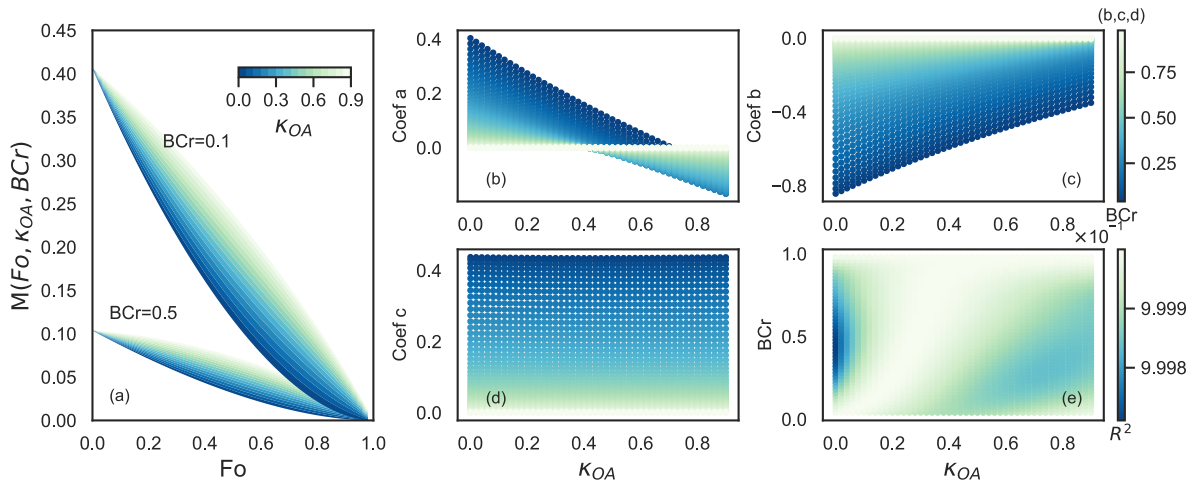 0.45
0.40
0.35
0.30
0.25
0.20
0.15
0.10
0.05
0.00
M(Fo, κOA, BCr)
0.0 0.2 0.4 0.6 0.8 1.0
Fo
0.0 0.3 0.6 0.9
κOA
BCr=0.1
BCr=0.5
(a)
0.4
0.2
0.0
Coef a
(b)
0.0 0.2 0.4 0.6 0.8
0.0
−0.4
−0.8
Coef b
(c)
0.0 0.2 0.4 0.6 0.8
(b,c,d)
0.75
0.50
0.25
BCr
0.4
0.2
0.0
Coef c
(d)
0.0 0.2 0.4 0.6 0.8
κOA
1.0
0.5
0.0
BCr
(e)
0.0 0.2 0.4 0.6 0.8
κOA
×10⁻¹
9.999
9.998
R²